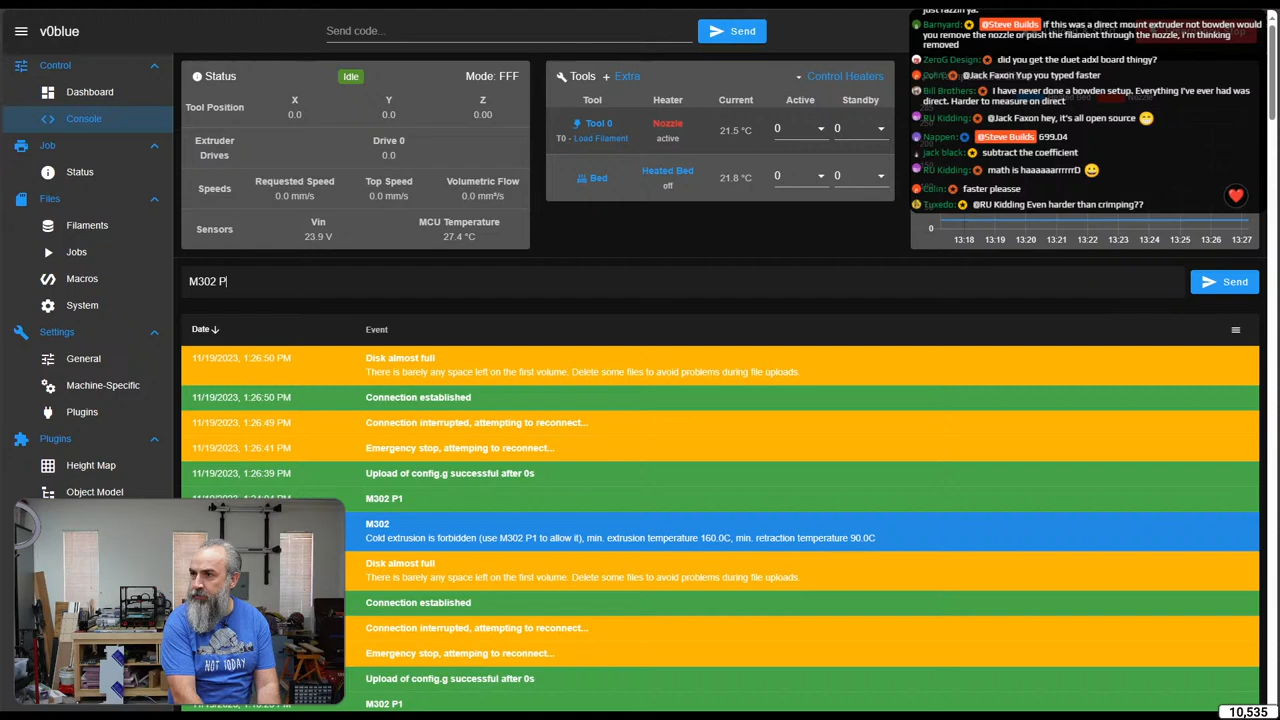 v0blue
Send code...
Send
just razzin ya.
Barnyard: @Steve Builds if this was a direct mount extruder not bowden would
you remove the nozzle or push the filament through the nozzle, i'm thinking
removed
ZeroG Design: did you get the duet adxl board thingy?
Colin: @Jack Faxon Yup you typed faster
Bill Brothers: I have never done a bowden setup. Everything I've ever had was
direct. Harder to measure on direct
RU Kidding: @Jack Faxon hey, it's all open source
Nappen: @Steve Builds 699.04
jack black: subtract the coefficient
RU Kidding: math is haaaaarrrrrD
Colin: faster pleasse
Tuxedo: @RU Kidding Even harder than crimping??
0
13:18 13:19 13:20 13:21 13:22 13:23 13:24 13:25 13:26 13:27
Control
Dashboard
Console
Job
Status
Files
Filaments
Jobs
Macros
System
Settings
General
Machine-Specific
Plugins
Plugins
Height Map
Object Model
Status
Idle
Mode: FFF
Tool Position
X
Y
Z
0.0
0.0
0.0
Extruder
Drives
Drive 0
0.0
Speeds
Requested Speed
Top Speed
Volumetric Flow
0.0 mm/s
0.0 mm/s
0.0 mm³/s
Sensors
Vin
MCU Temperature
23.9 V
27.4 °C
Tools + Extra
Control Heaters
Tool
Heater
Current
Active
Standby
Tool 0
T0 - Load Filament
Nozzle
active
21.5 °C
0
0
Bed
Heated Bed
off
21.8 °C
0
0
M302 P
Send
Date
Event
11/19/2023, 1:26:50 PM
Disk almost full
There is barely any space left on the first volume. Delete some files to avoid problems during file uploads.
11/19/2023, 1:26:50 PM
Connection established
11/19/2023, 1:26:49 PM
Connection interrupted, attempting to reconnect...
11/19/2023, 1:26:41 PM
Emergency stop, attemping to reconnect...
11/19/2023, 1:26:39 PM
Upload of config.g successful after 0s
M302 P1
M302
Cold extrusion is forbidden (use M302 P1 to allow it), min. extrusion temperature 160.0C, min. retraction temperature 90.0C
Disk almost full
There is barely any space left on the first volume. Delete some files to avoid problems during file uploads.
Connection established
Connection interrupted, attempting to reconnect...
Emergency stop, attemping to reconnect...
Upload of config.g successful after 0s
M302 P1
NOT TODAY
10,535